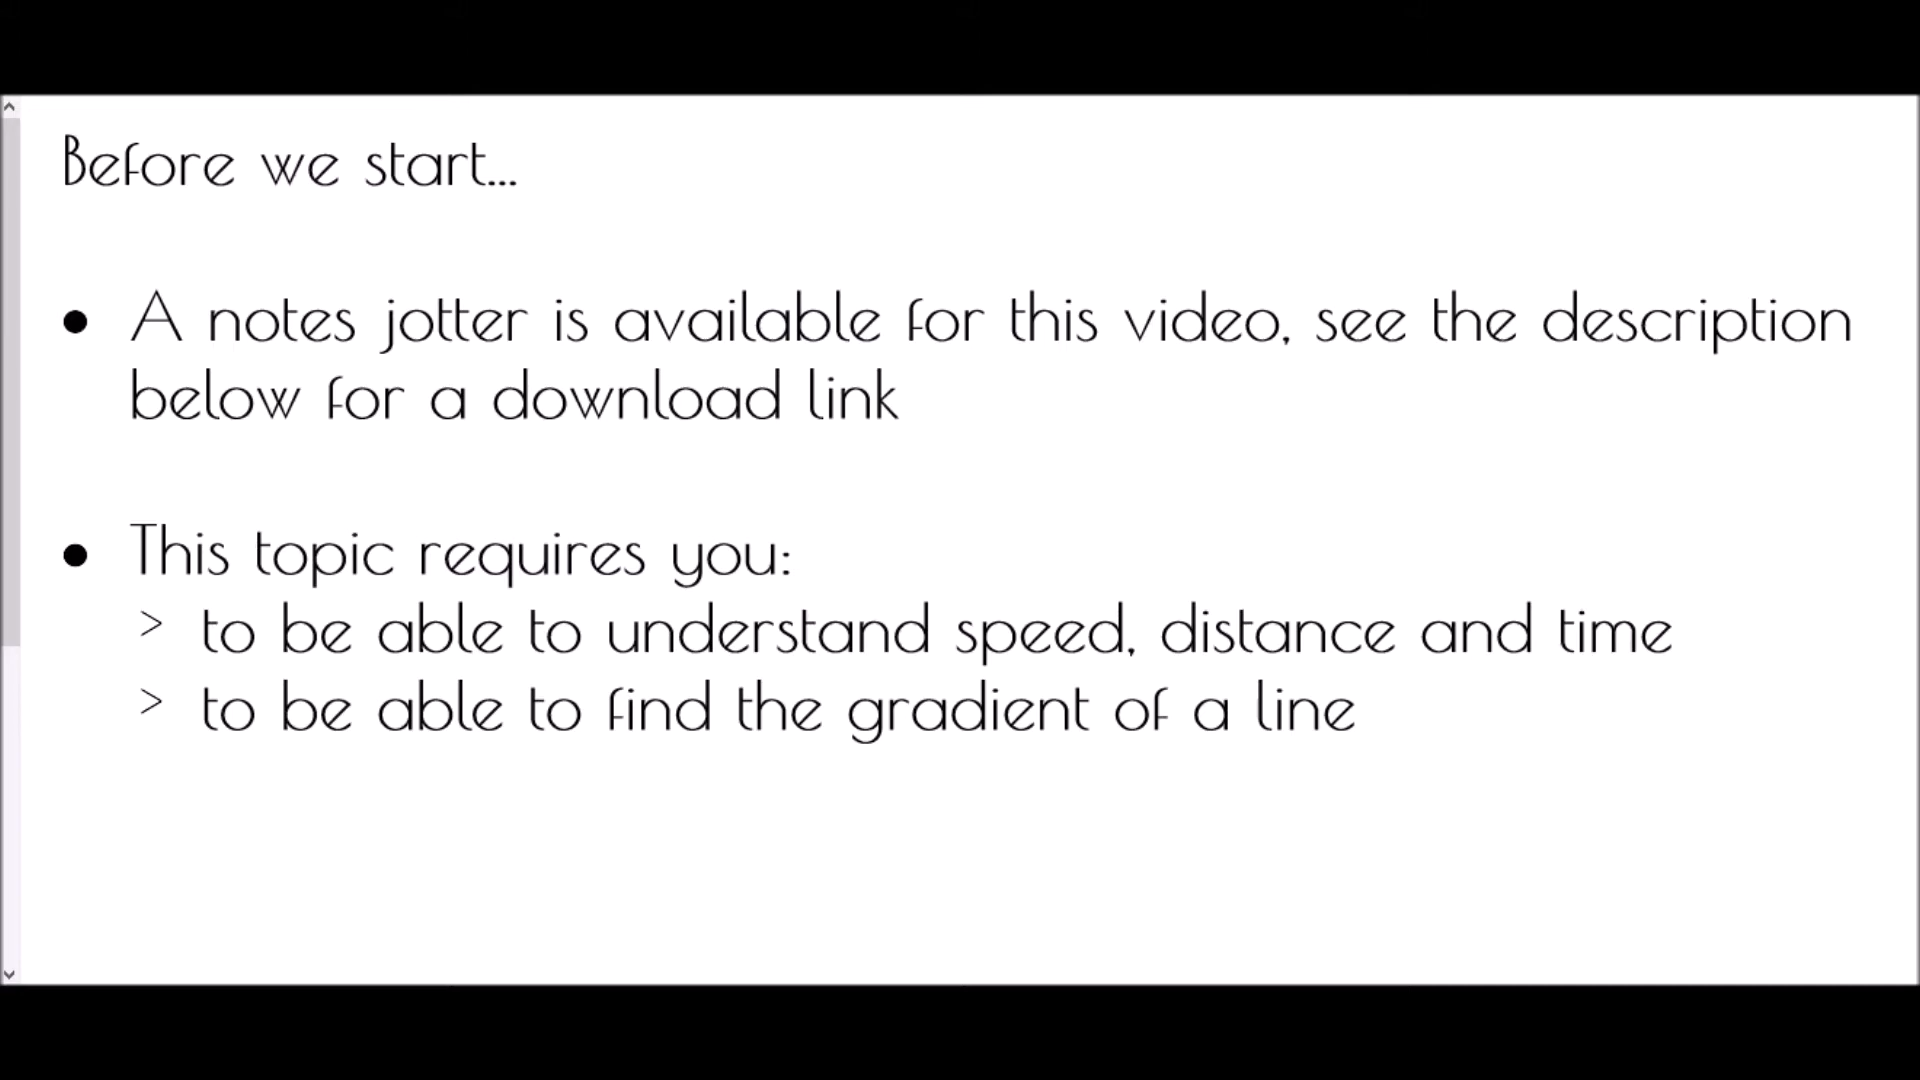 Before we start...
• A notes jotter is available for this video, see the description
below for a download link
• This topic requires you:
> to be able to understand speed, distance and time
> to be able to find the gradient of a line